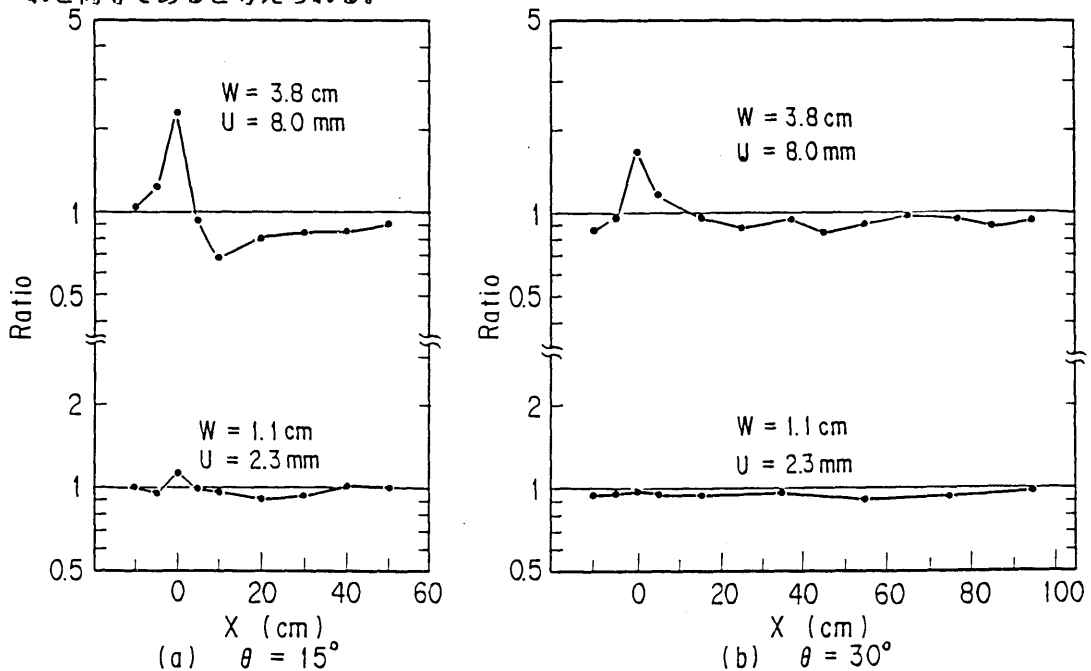 5
W = 3.8 cm
U = 8.0 mm
1
0.5
Ratio
2
W = 1.1 cm
U = 2.3 mm
1
0.5
0 20 40 60
X (cm)
(a) θ = 15°
5
W = 3.8 cm
U = 8.0 mm
1
0.5
Ratio
2
W = 1.1 cm
U = 2.3 mm
1
0.5
0 20 40 60 80 100
X (cm)
(b) θ = 30°